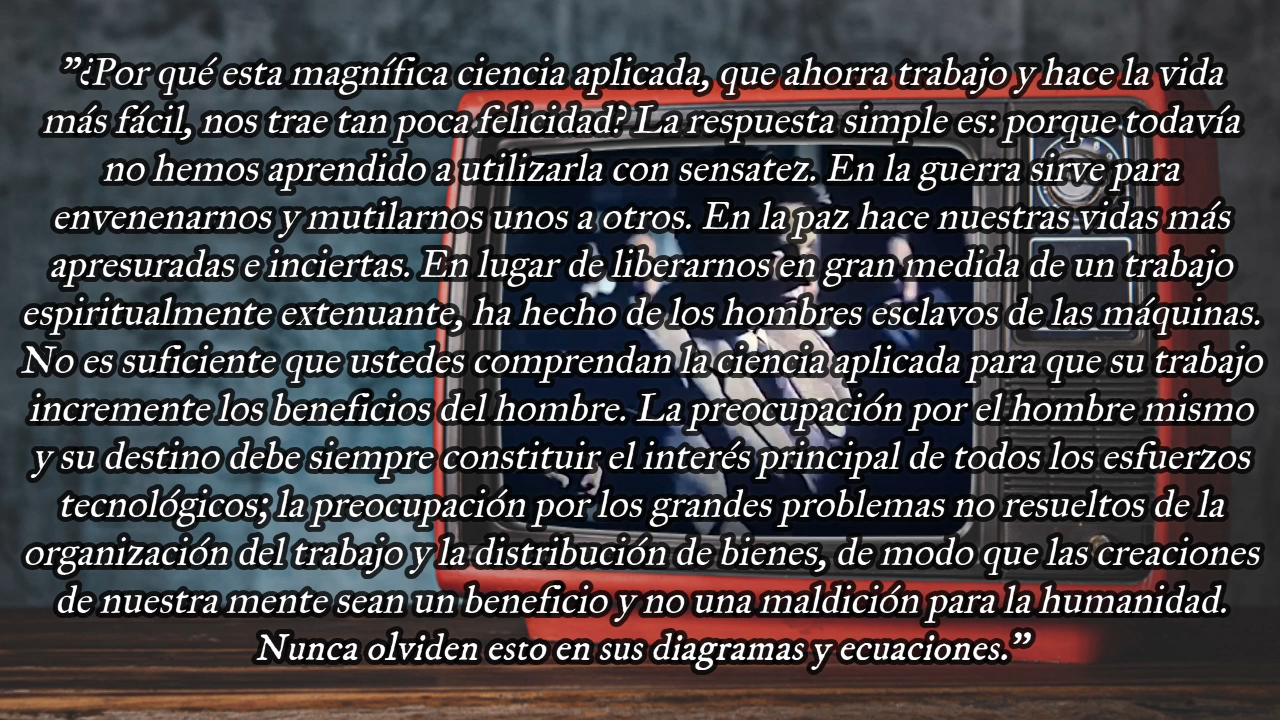 "¿Por qué esta magnífica ciencia aplicada, que ahorra trabajo y hace la vida
más fácil, nos trae tan poca felicidad? La respuesta simple es: porque todavía
no hemos aprendido a utilizarla con sensatez. En la guerra sirve para
envenenarnos y mutilarnos unos a otros. En la paz hace nuestras vidas más
apresuradas e inciertas. En lugar de liberarnos en gran medida de un trabajo
espiritualmente extenuante, ha hecho de los hombres esclavos de las máquinas.
No es suficiente que ustedes comprendan la ciencia aplicada para que su trabajo
incremente los beneficios del hombre. La preocupación por el hombre mismo
y su destino debe siempre constituir el interés principal de todos los esfuerzos
tecnológicos; la preocupación por los grandes problemas no resueltos de la
organización del trabajo y la distribución de bienes, de modo que las creaciones
de nuestra mente sean un beneficio y no una maldición para la humanidad.
Nunca olviden esto en sus diagramas y ecuaciones."